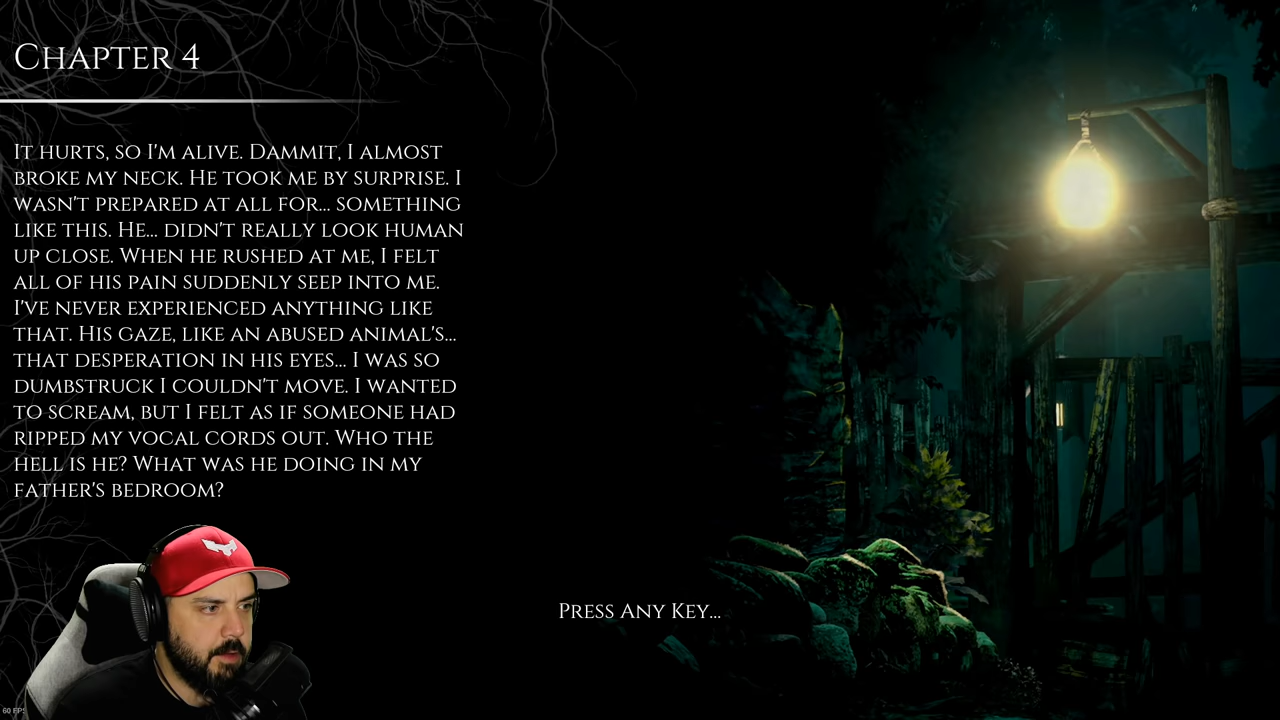 Chapter 4
It hurts, so I'm alive. Dammit, I almost
broke my neck. He took me by surprise. I
wasn't prepared at all for... something
like this. He... didn't really look human
up close. When he rushed at me, I felt
all of his pain suddenly seep into me.
I've never experienced anything like
that. His gaze, like an abused animal's...
that desperation in his eyes... I was so
dumbstruck I couldn't move. I wanted
to scream, but I felt as if someone had
ripped my vocal cords out. Who the
hell is he? What was he doing in my
father's bedroom?
Press Any Key...
60 FPS